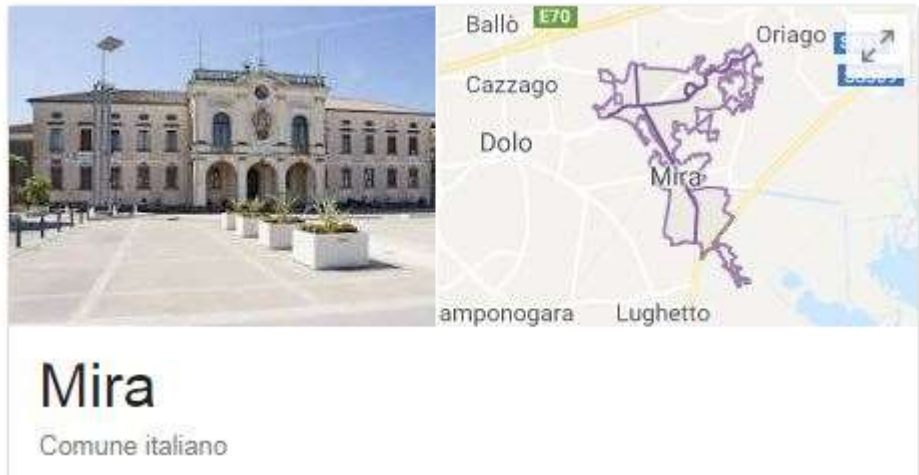 Ballò
E70
Oriago
Cazzago
Dolo
Mira
amponogara
Lughetto
Mira
Comune italiano